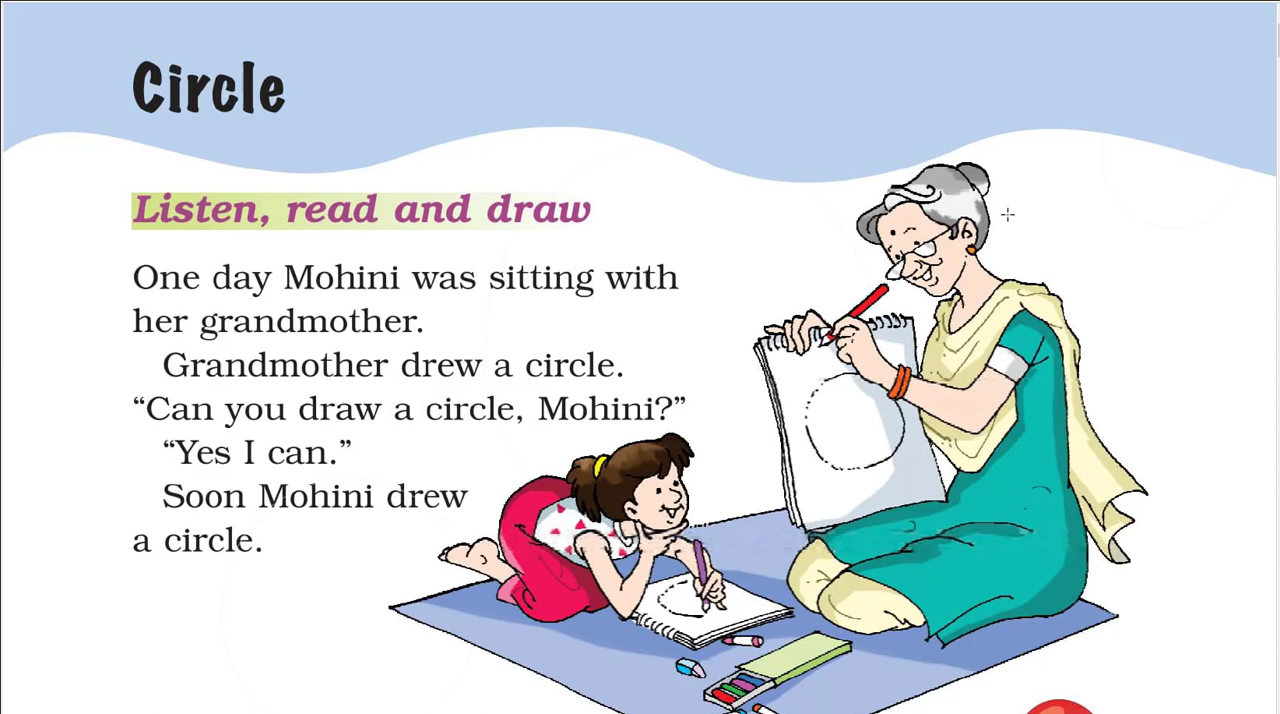 Circle
Listen, read and draw
One day Mohini was sitting with
her grandmother.
Grandmother drew a circle.
“Can you draw a circle, Mohini?”
“Yes I can.”
Soon Mohini drew
a circle.